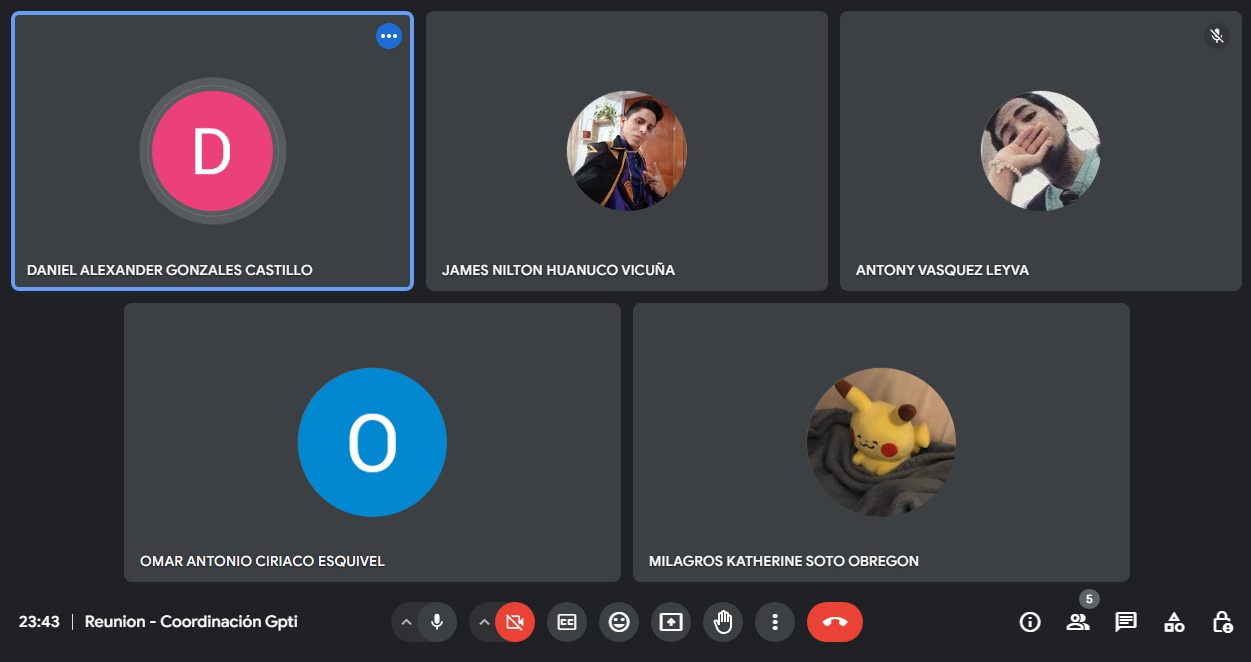 D
DANIEL ALEXANDER GONZALES CASTILLO
JAMES NILTON HUANUCO VICUÑA
ANTONY VASQUEZ LEYVA
O
OMAR ANTONIO CIRIACO ESQUIVEL
MILAGROS KATHERINE SOTO OBREGON
23:43 | Reunion - Coordinación Gpti
CC
5